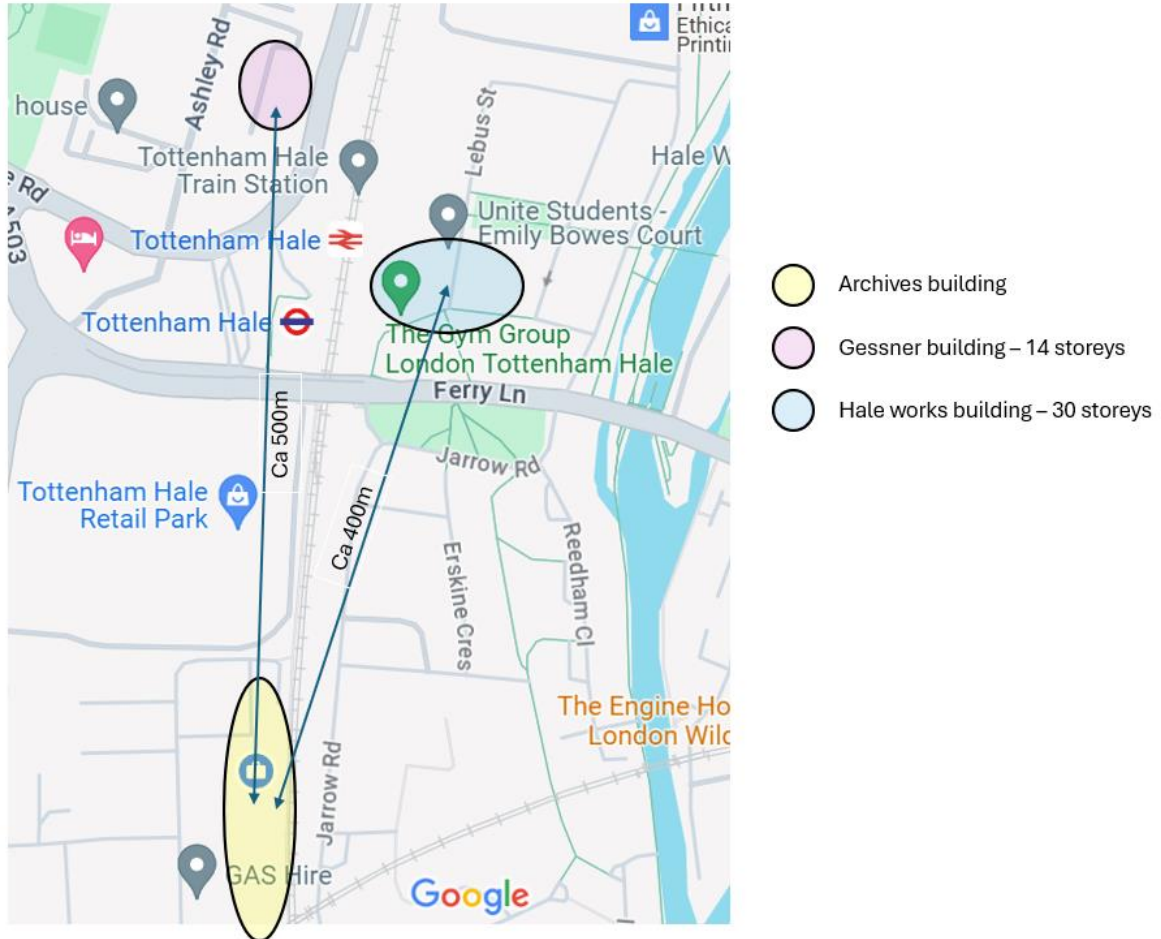 Ethica
Printi
Ashley Rd
house
Lebus St
Tottenham Hale
Train Station
Hale W
e Rd
A503
Unite Students -
Emily Bowes Court
Tottenham Hale
Tottenham Hale
The Gym Group
London Tottenham Hale
Ferry Ln
Ca 500m
Jarrow Rd
Tottenham Hale
Retail Park
Ca 400m
Erskine Cres
Reedham Cl
The Engine Ho
London Wild
Jarrow Rd
GAS Hire
Google
Archives building
Gessner building – 14 storeys
Hale works building – 30 storeys